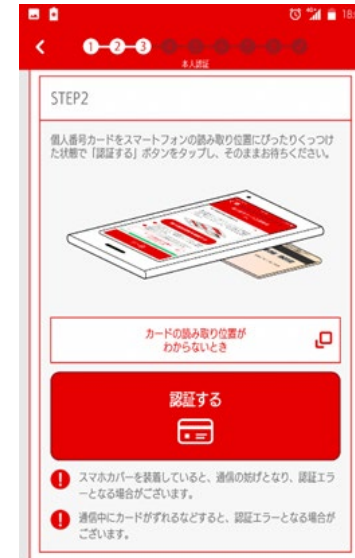 18:
1 2 3
本人認証
STEP2
個人番号カードをスマートフォンの読み取り位置にぴったりくっつけ
た状態で「認証する」ボタンをタップし、そのままお待ちください。
カードの読み取り位置が
わからないとき
認証する
スマホカバーを装着していると、通信の妨げとなり、認証エラ
ーとなる場合がございます。
通信中にカードがずれるなどすると、認証エラーとなる場合が
ございます。